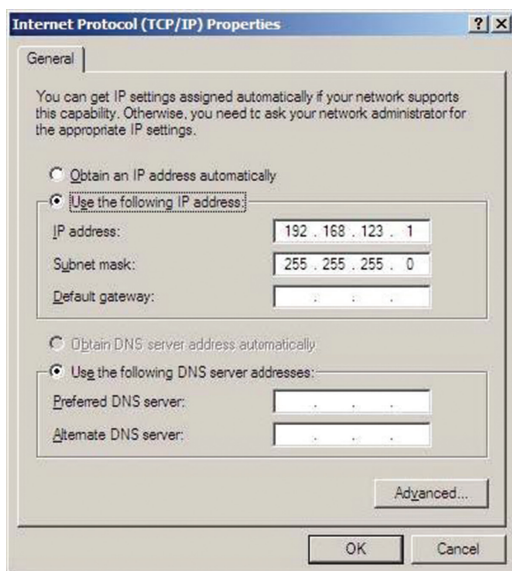 Internet Protocol (TCP/IP) Properties
General
You can get IP settings assigned automatically if your network supports
this capability. Otherwise, you need to ask your network administrator for
the appropriate IP settings.
Obtain an IP address automatically
Use the following IP address:
IP address: 192 . 168 . 123 . 1
Subnet mask: 255 . 255 . 255 . 0
Default gateway: . . .
Obtain DNS server address automatically
Use the following DNS server addresses:
Preferred DNS server: . . .
Alternate DNS server: . . .
Advanced...
OK Cancel